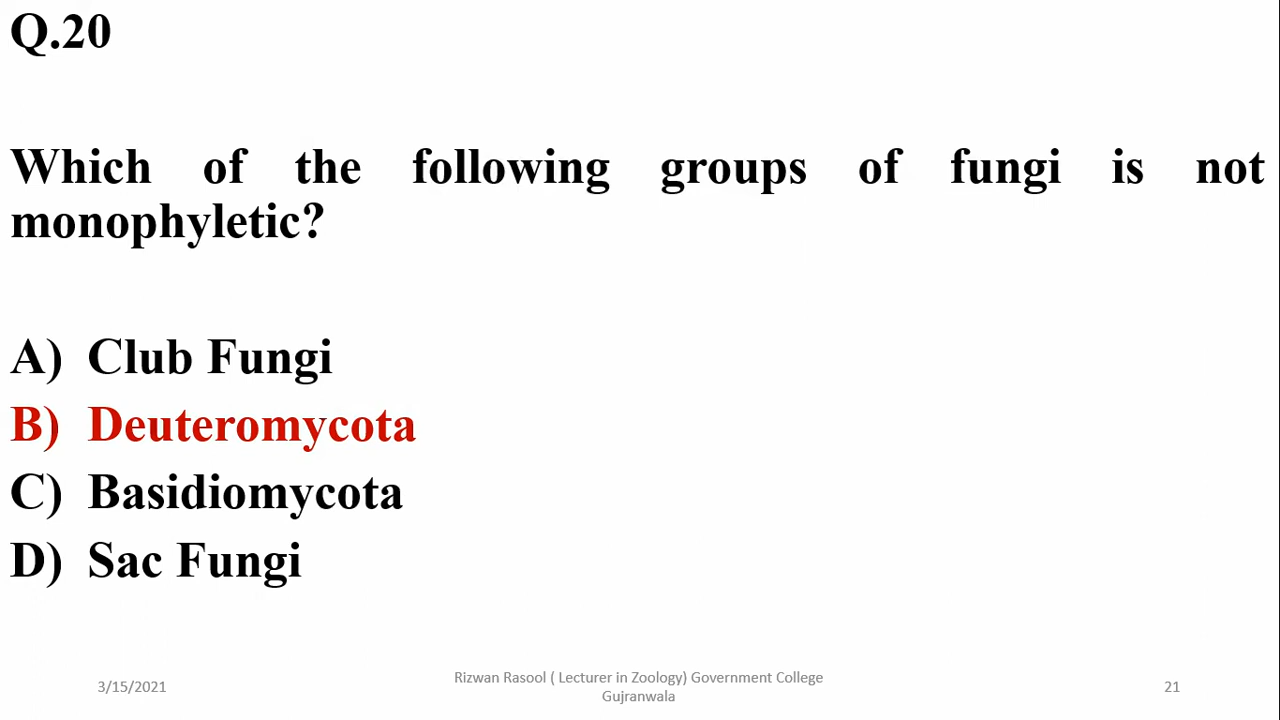 Q.20
Which of the following groups of fungi is not
monophyletic?
A) Club Fungi
B) Deuteromycota
C) Basidiomycota
D) Sac Fungi
3/15/2021
Rizwan Rasool ( Lecturer in Zoology) Government College
Gujranwala
21